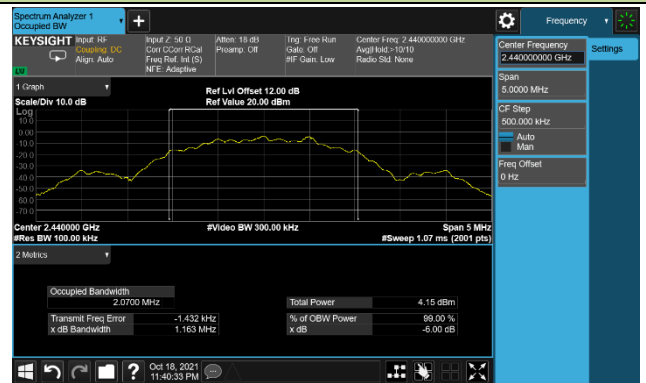 Spectrum Analyzer 1
Occupied BW
Frequency
KEYSIGHT
Input: RF
Coupling: DC
Align: Auto
Input Z: 50 Ω
Corr CCorr RCal
Freq Ref: Int (S)
NFE: Adaptive
Atten: 18 dB
Preamp: Off
Trig: Free Run
Gate: Off
#IF Gain: Low
Center Freq: 2.440000000 GHz
Avg|Hold:>10/10
Radio Std: None
Center Frequency
2.440000000 GHz
Settings
Span
5.0000 MHz
CF Step
500.000 kHz
Auto
Man
Freq Offset
0 Hz
1 Graph
Scale/Div 10.0 dB
Ref Lvl Offset 12.00 dB
Ref Value 20.00 dBm
Log
10.0
0.00
-10.0
-20.0
-30.0
-40.0
-50.0
-60.0
-70.0
Center 2.440000 GHz
#Res BW 100.00 kHz
#Video BW 300.00 kHz
Span 5 MHz
#Sweep 1.07 ms (2001 pts)
2 Metrics
Occupied Bandwidth
2.0700 MHz
Total Power 4.15 dBm
Transmit Freq Error -1.432 kHz
% of OBW Power 99.00 %
x dB Bandwidth 1.163 MHz
x dB -6.00 dB
Oct 18, 2021
11:40:33 PM